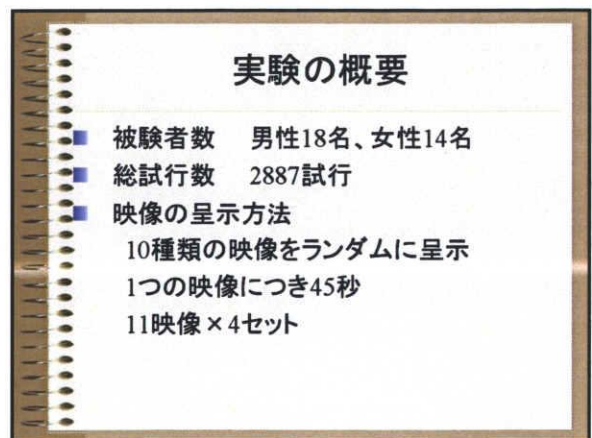 実験の概要
被験者数 男性18名、女性14名
総試行数 2887試行
映像の呈示方法
10種類の映像をランダムに呈示
1つの映像につき45秒
11映像×4セット